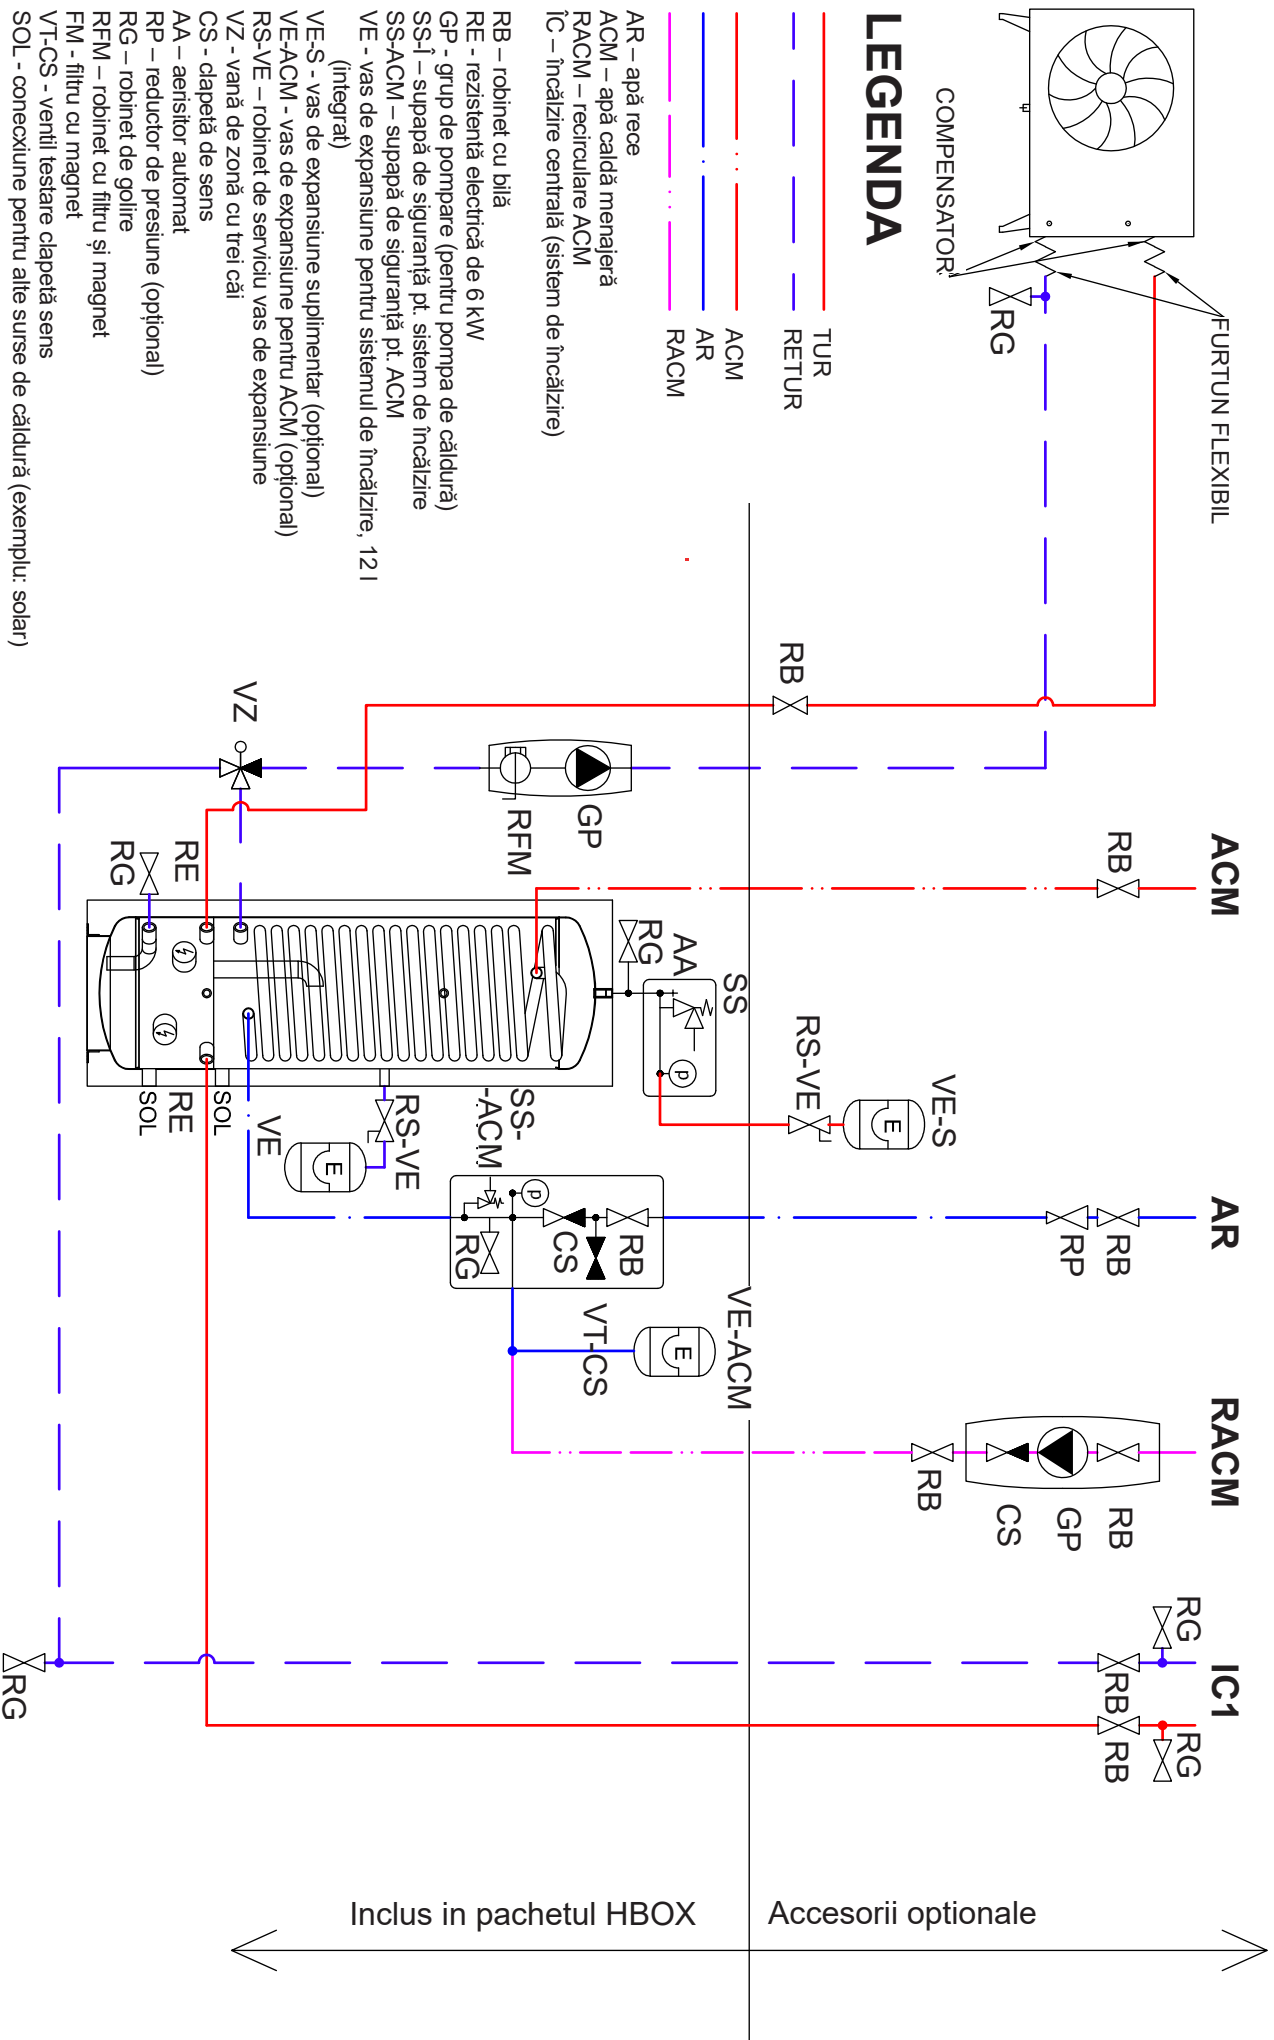 FURTUN FLEXIBIL
COMPENSATOR
RG
LEGENDA
TUR
RETUR
ACM
AR
RACM
AR – apă rece
ACM – apă caldă menajeră
RACM – recirculare ACM
ÎC – încălzire centrală (sistem de încălzire)
RB – robinet cu bilă
RE - rezistentă electrică de 6 kW
GP - grup de pompare (pentru pompa de căldură)
SS-Î – supapă de siguranță pt. sistem de încălzire
SS-ACM – supapă de siguranță pt. ACM
VE - vas de expansiune pentru sistemul de încălzire, 12 l
(integrat)
VE-S - vas de expansiune suplimentar (opțional)
VE-ACM - vas de expansiune pentru ACM (opțional)
RS-VE – robinet de serviciu vas de expansiune
VZ - vană de zonă cu trei căi
CS - clapetă de sens
AA – aerisitor automat
RP – reductor de presiune (opțional)
RG – robinet de golire
RFM – robinet cu filtru și magnet
FM - filtru cu magnet
VT-CS - ventil testare clapetă sens
SOL - conecxiune pentru alte surse de căldură (exemplu: solar)
ACM
AR
RACM
IC1
RB
RB
RB
RP
RB
GP
CS
RB
RG
RB
RG
RB
VE-S
RS-VE
SS
AA
RG
p
E
VE-ACM
E
VT-CS
RB
CS
p
RG
SS-
-ACM
RS-VE
E
VE
SOL
RE
SOL
GP
RFM
VZ
RE
RG
RG
Inclus in pachetul HBOX
Accesorii optionale